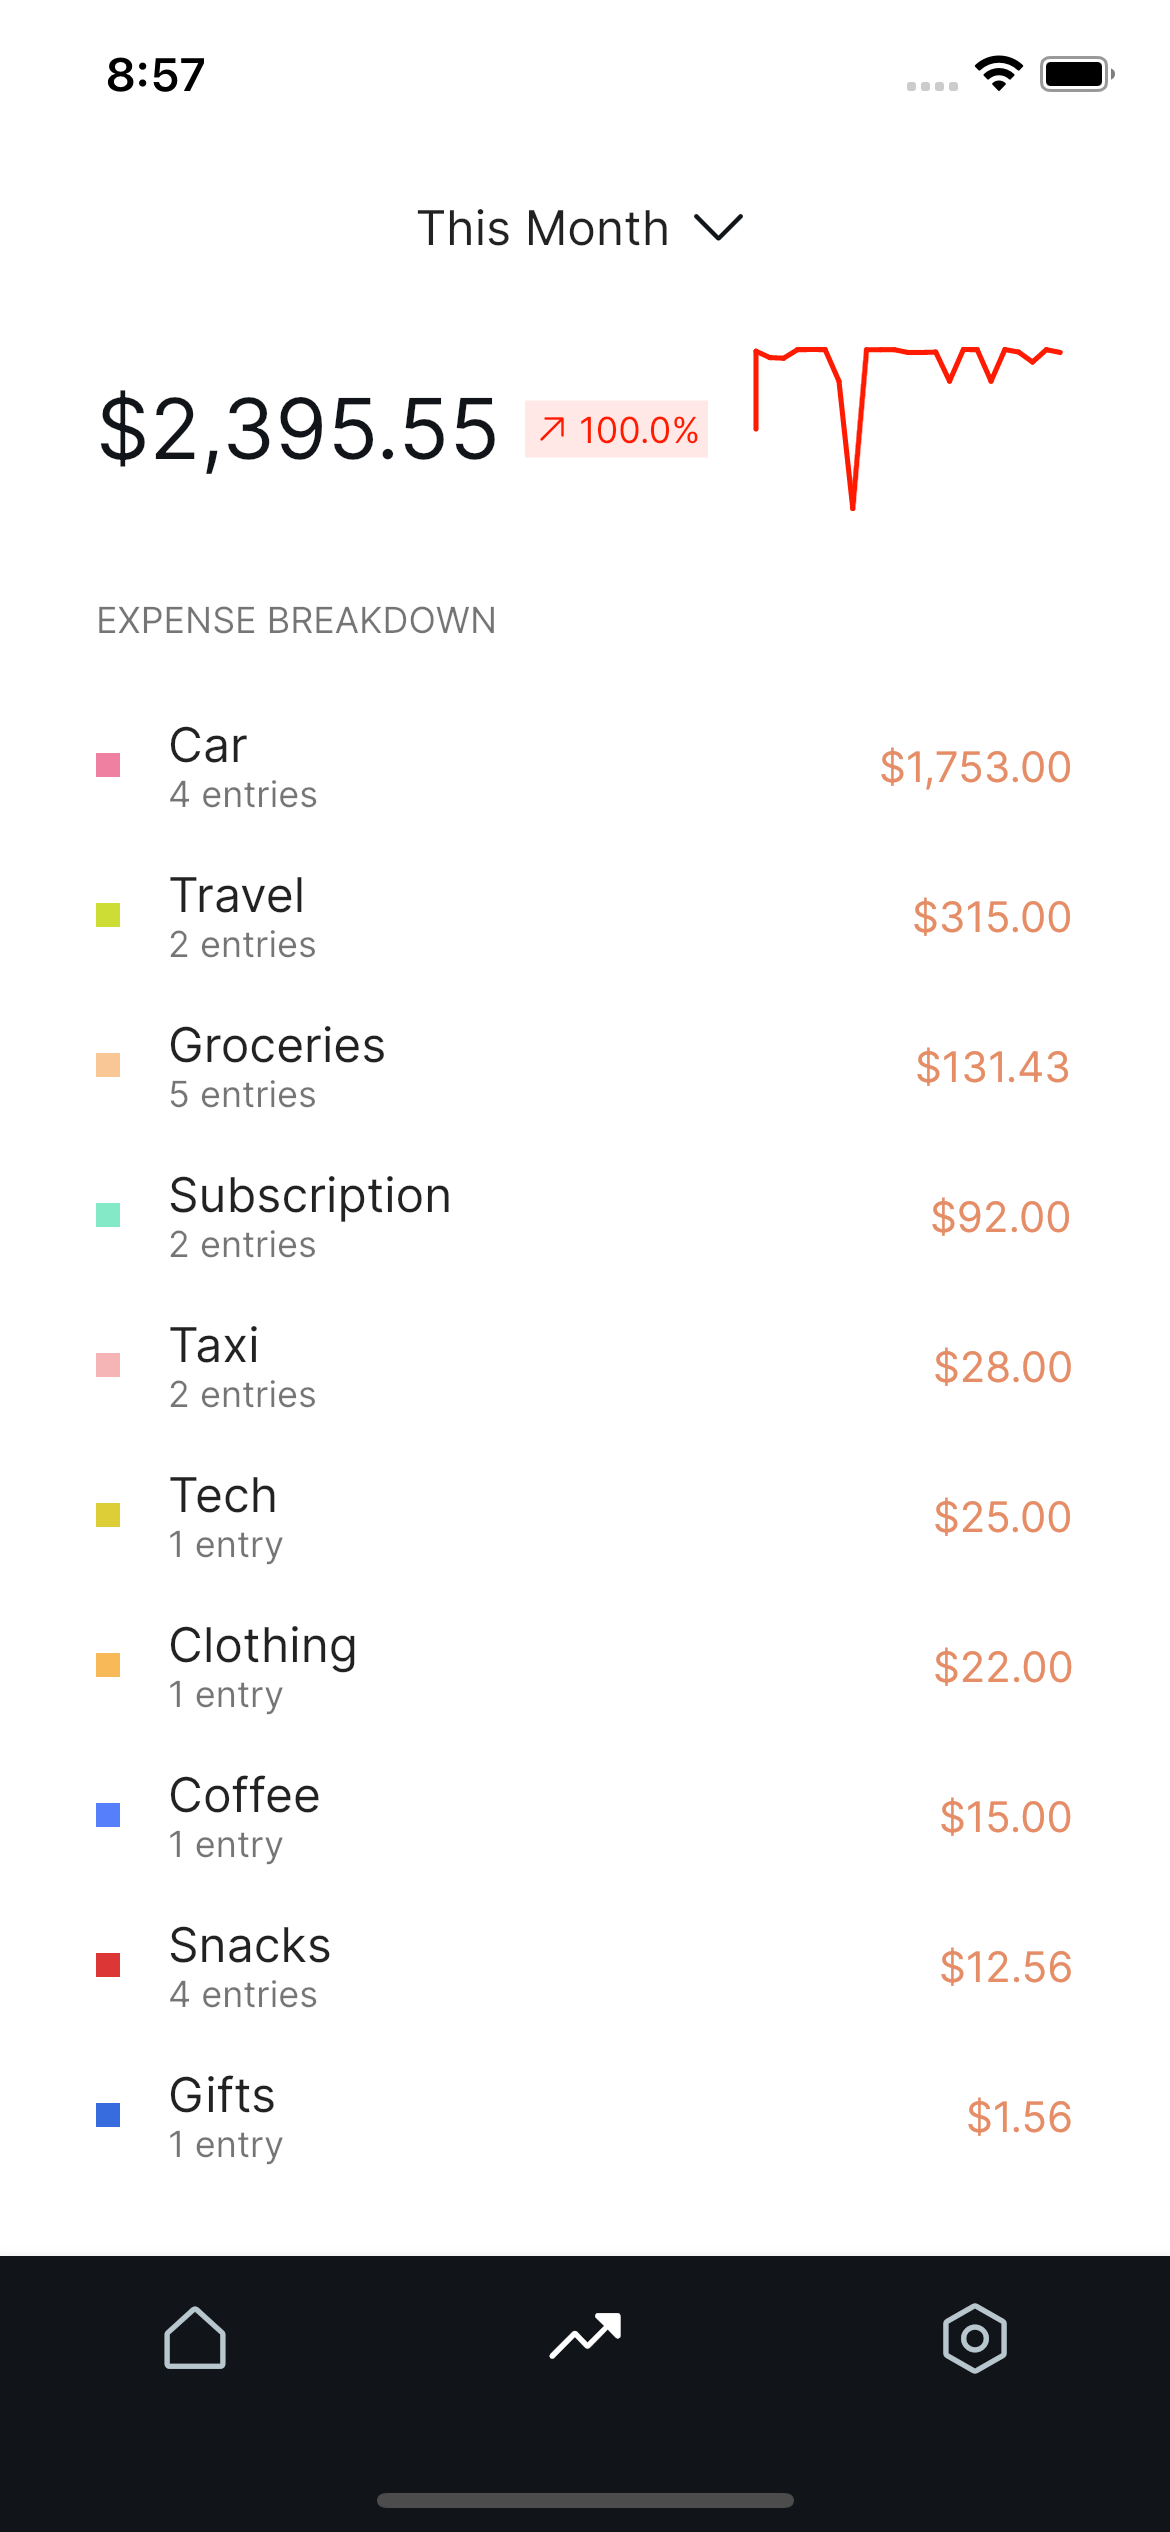 8:57
This Month
$2,395.55
100.0%
EXPENSE BREAKDOWN
Car
4 entries
$1,753.00
Travel
2 entries
$315.00
Groceries
5 entries
$131.43
Subscription
2 entries
$92.00
Taxi
2 entries
$28.00
Tech
1 entry
$25.00
Clothing
1 entry
$22.00
Coffee
1 entry
$15.00
Snacks
4 entries
$12.56
Gifts
1 entry
$1.56